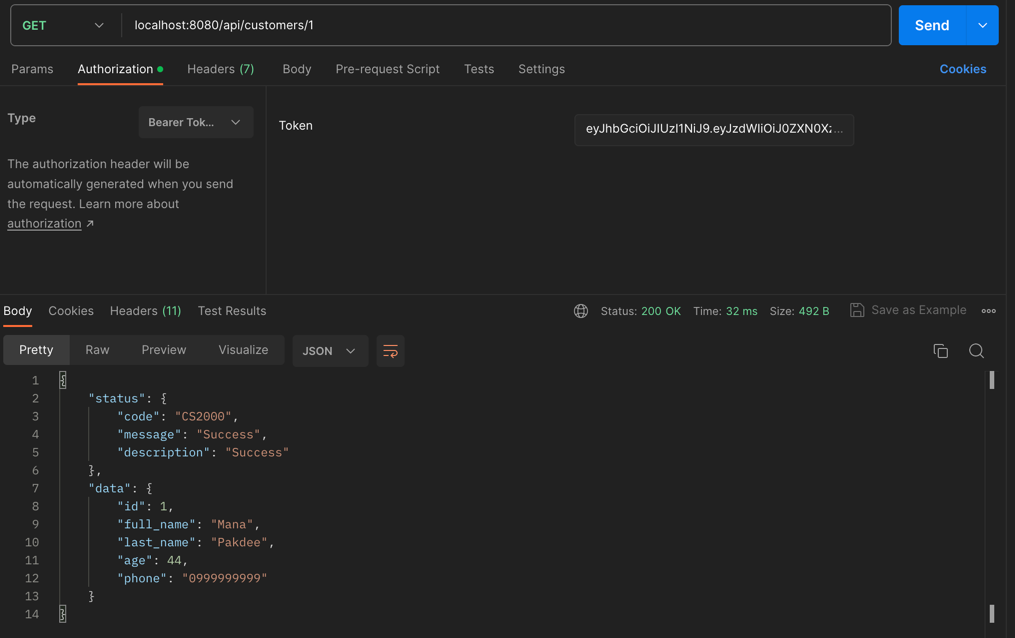 GET localhost:8080/api/customers/1 Send
Params Authorization Headers (7) Body Pre-request Script Tests Settings Cookies
Type Bearer Tok...
The authorization header will be
automatically generated when you send
the request. Learn more about
authorization ↗
Token eyJhbGciOiJIUzI1NiJ9.eyJzdWIiOiJ0ZXN0X: ...
Body Cookies Headers (11) Test Results Status: 200 OK Time: 32 ms Size: 492 B Save as Example
Pretty Raw Preview Visualize JSON
1 {
2 "status": {
3 "code": "CS2000",
4 "message": "Success",
5 "description": "Success"
6 },
7 "data": {
8 "id": 1,
9 "full_name": "Mana",
10 "last_name": "Pakdee",
11 "age": 44,
12 "phone": "0999999999"
13 }
14 }